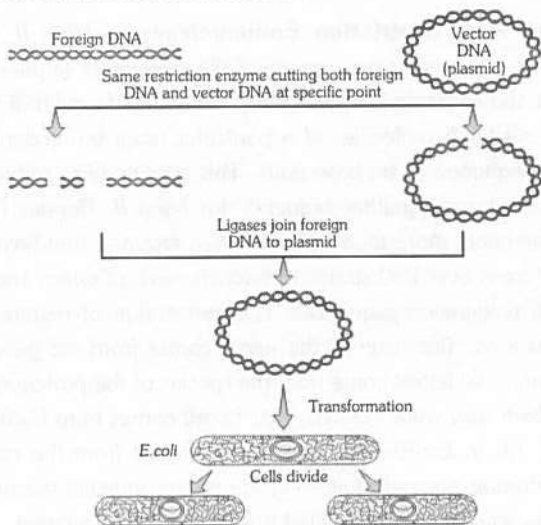 Foreign DNA
Vector
DNA
(plasmid)
Same restriction enzyme cutting both foreign
DNA and vector DNA at specific point
Ligases join foreign
DNA to plasmid
Transformation
E.coli
Cells divide